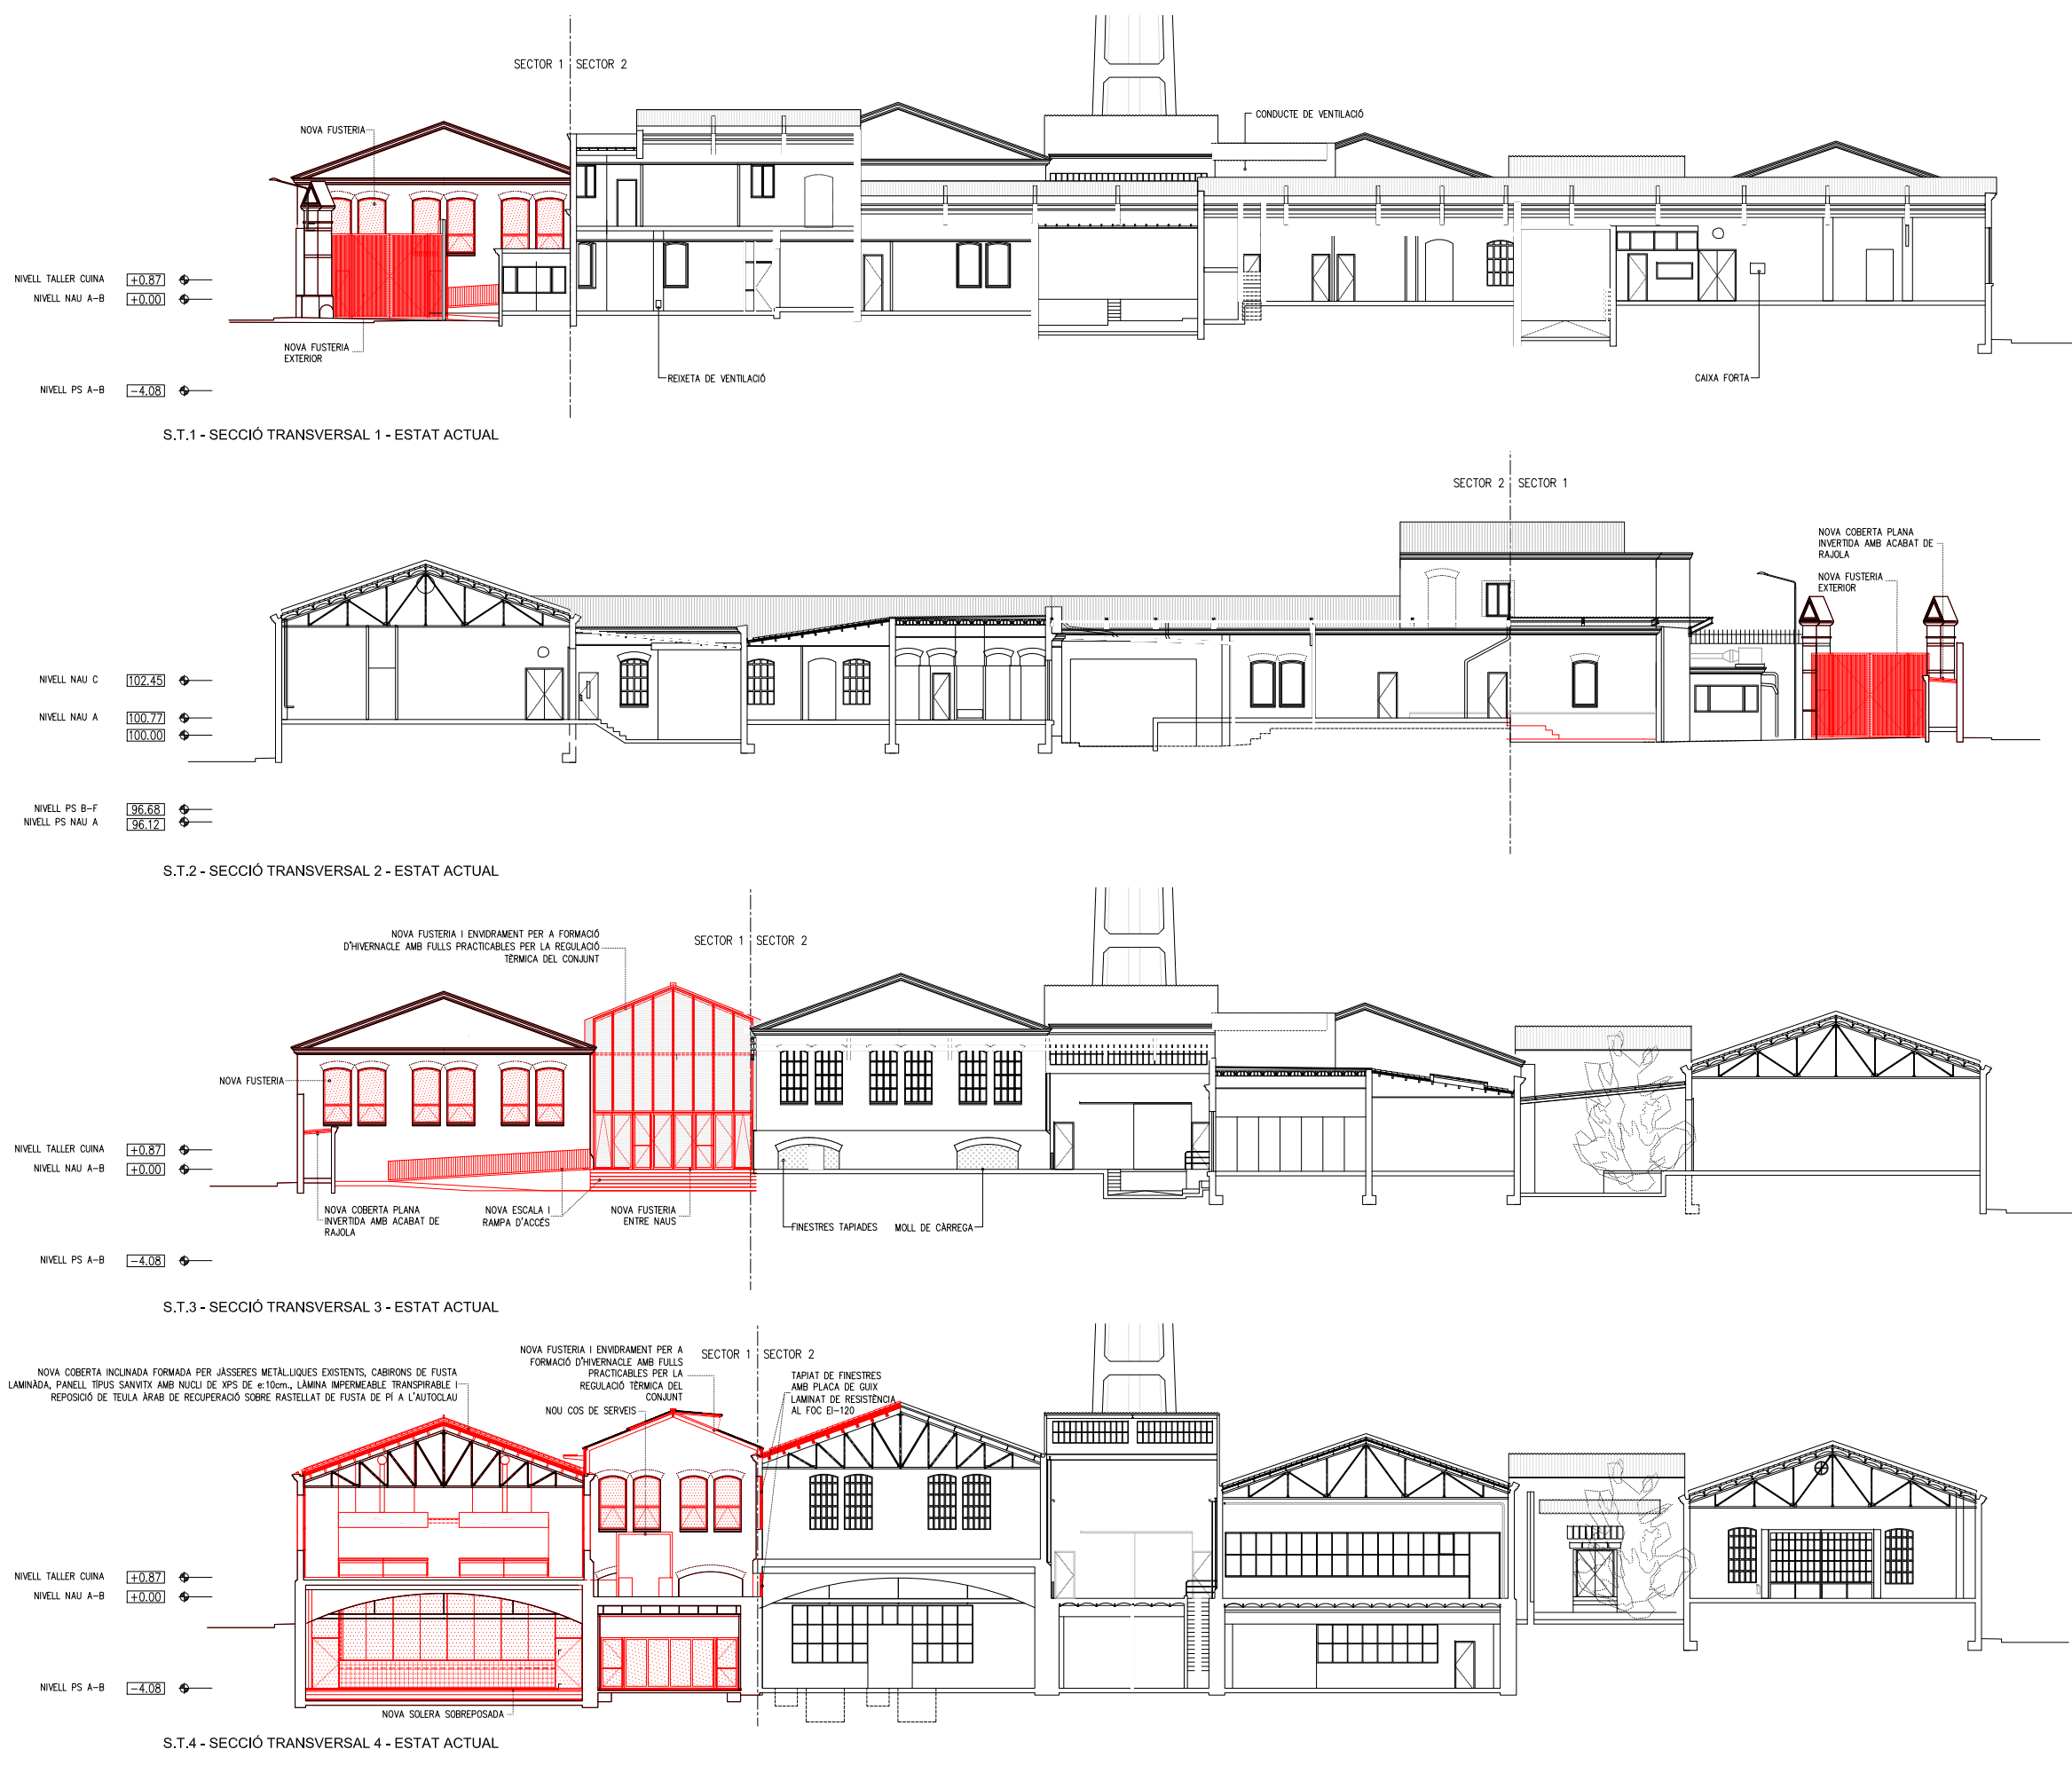 SECTOR 1 SECTOR 2
NOVA FUSTERIA
CONDUCTE DE VENTILACIÓ
NIVELL TALLER CUINA +0.87
NIVELL NAU A-B +0.00
NOVA FUSTERIA
EXTERIOR
REIXETA DE VENTILACIÓ
CAIXA FORTA
NIVELL PS A-B -4.08
S.T.1 - SECCIÓ TRANSVERSAL 1 - ESTAT ACTUAL
SECTOR 2 SECTOR 1
NOVA COBERTA PLANA
INVERTIDA AMB ACABAT DE
RAJOLA
NOVA FUSTERIA
EXTERIOR
NIVELL NAU C 102.45
NIVELL NAU A 100.77
100.00
NIVELL PS B-F 96.68
NIVELL PS NAU A 96.12
S.T.2 - SECCIÓ TRANSVERSAL 2 - ESTAT ACTUAL
NOVA FUSTERIA I ENVIDRAMENT PER A FORMACIÓ
D'HIVERNACLE AMB FULLS PRACTICABLES PER LA REGULACIÓ
TÈRMICA DEL CONJUNT
SECTOR 1 SECTOR 2
NOVA FUSTERIA
NIVELL TALLER CUINA +0.87
NIVELL NAU A-B +0.00
NOVA COBERTA PLANA
INVERTIDA AMB ACABAT DE
RAJOLA
NOVA ESCALA I
RAMPA D'ACCÉS
NOVA FUSTERIA
ENTRE NAUS
FINESTRES TAPIADES
MOLL DE CÀRREGA
NIVELL PS A-B -4.08
S.T.3 - SECCIÓ TRANSVERSAL 3 - ESTAT ACTUAL
NOVA COBERTA INCLINADA FORMADA PER JÀSSERES METÀL.LIQUES EXISTENTS, CABIRONS DE FUSTA
LAMINÀDA, PANELL TÍPUS SANVITX AMB NUCLI DE XPS DE e:10cm., LÀMINA IMPERMEABLE TRANSPIRABLE I
REPOSICIÓ DE TEULA ÀRAB DE RECUPERACIÓ SOBRE RASTELLAT DE FUSTA DE PÍ A L'AUTOCLAU
NOVA FUSTERIA I ENVIDRAMENT PER A
FORMACIÓ D'HIVERNACLE AMB FULLS
PRACTICABLES PER LA
REGULACIÓ TÈRMICA DEL
CONJUNT
NOU COS DE SERVEIS
SECTOR 1 SECTOR 2
TAPIAT DE FINESTRES
AMB PLACA DE GUIX
LAMINAT DE RESISTÈNCIA
AL FOC EI-120
NIVELL TALLER CUINA +0.87
NIVELL NAU A-B +0.00
NIVELL PS A-B -4.08
NOVA SOLERA SOBREPOSADA
S.T.4 - SECCIÓ TRANSVERSAL 4 - ESTAT ACTUAL